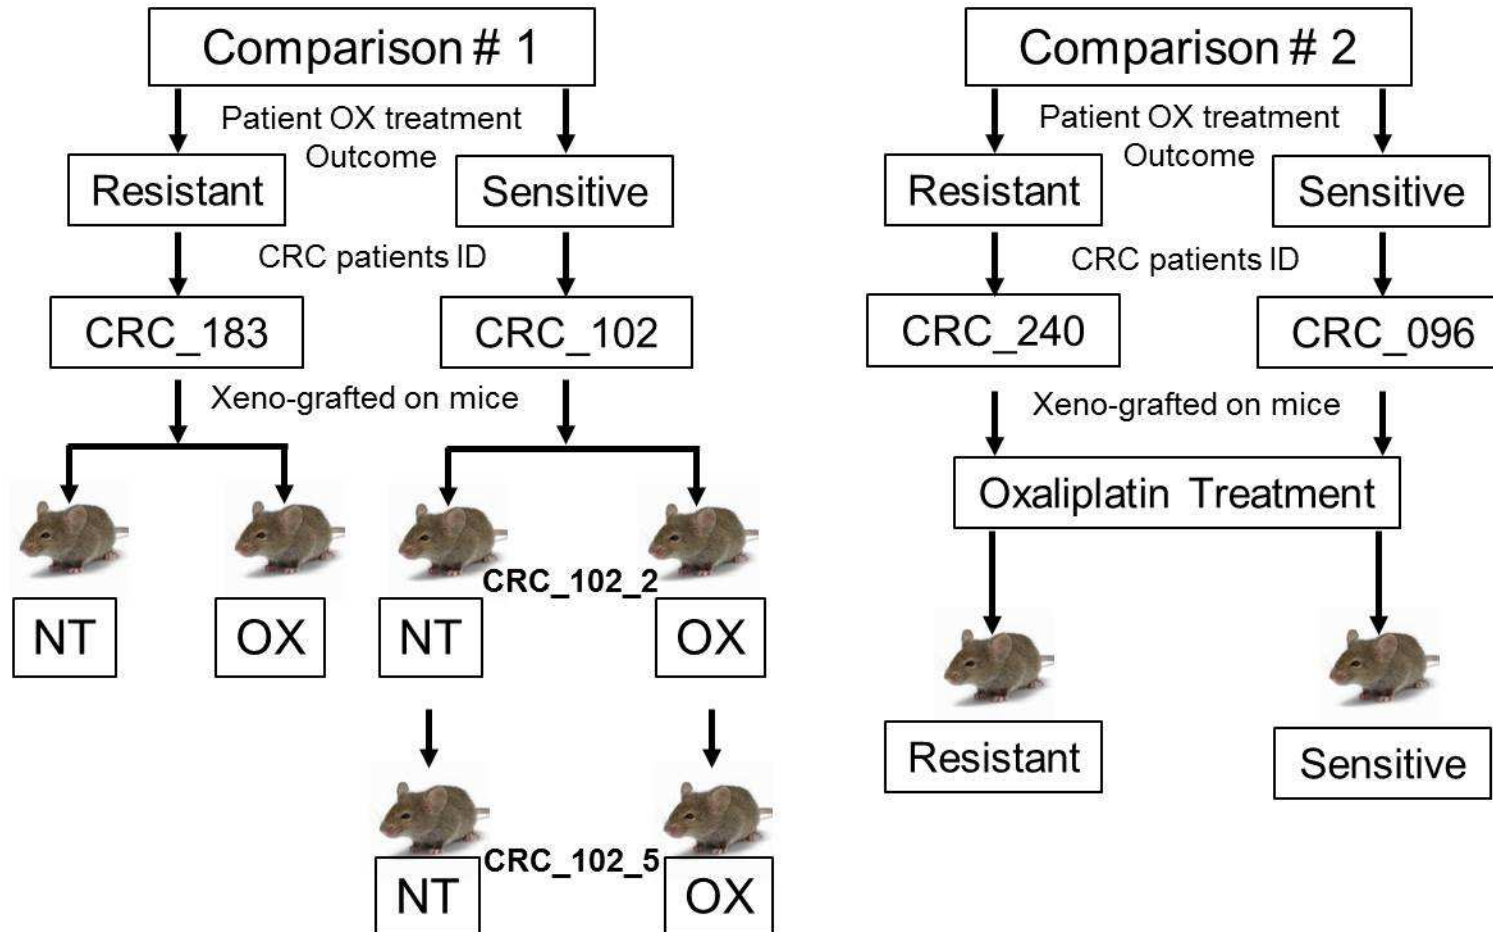 Comparison # 1
Patient OX treatment
Outcome
Resistant
Sensitive
CRC patients ID
CRC_183
CRC_102
Xeno-grafted on mice
CRC_102_2
NT
OX
NT
OX
CRC_102_5
NT
OX
Comparison # 2
Patient OX treatment
Outcome
Resistant
Sensitive
CRC patients ID
CRC_240
CRC_096
Xeno-grafted on mice
Oxaliplatin Treatment
Resistant
Sensitive